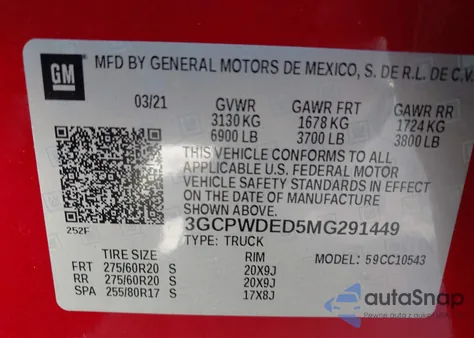 GM
MFD BY GENERAL MOTORS DE MEXICO, S. DE R.L. DE C.V.
03/21 GVWR GAWR FRT GAWR RR
3130 KG 1678 KG 1724 KG
6900 LB 3700 LB 3800 LB
THIS VEHICLE CONFORMS TO ALL
APPLICABLE U.S. FEDERAL MOTOR
VEHICLE SAFETY STANDARDS IN EFFECT
ON THE DATE OF MANUFACTURE SHOWN ABOVE.
252F 3GCPWDED5MG291449
TYPE: TRUCK
TIRE SIZE RIM MODEL: 59CC10543
FRT 275/60R20 S 20X9J
RR 275/60R20 S 20X9J
SPA 255/80R17 S 17X8J
autoSnap